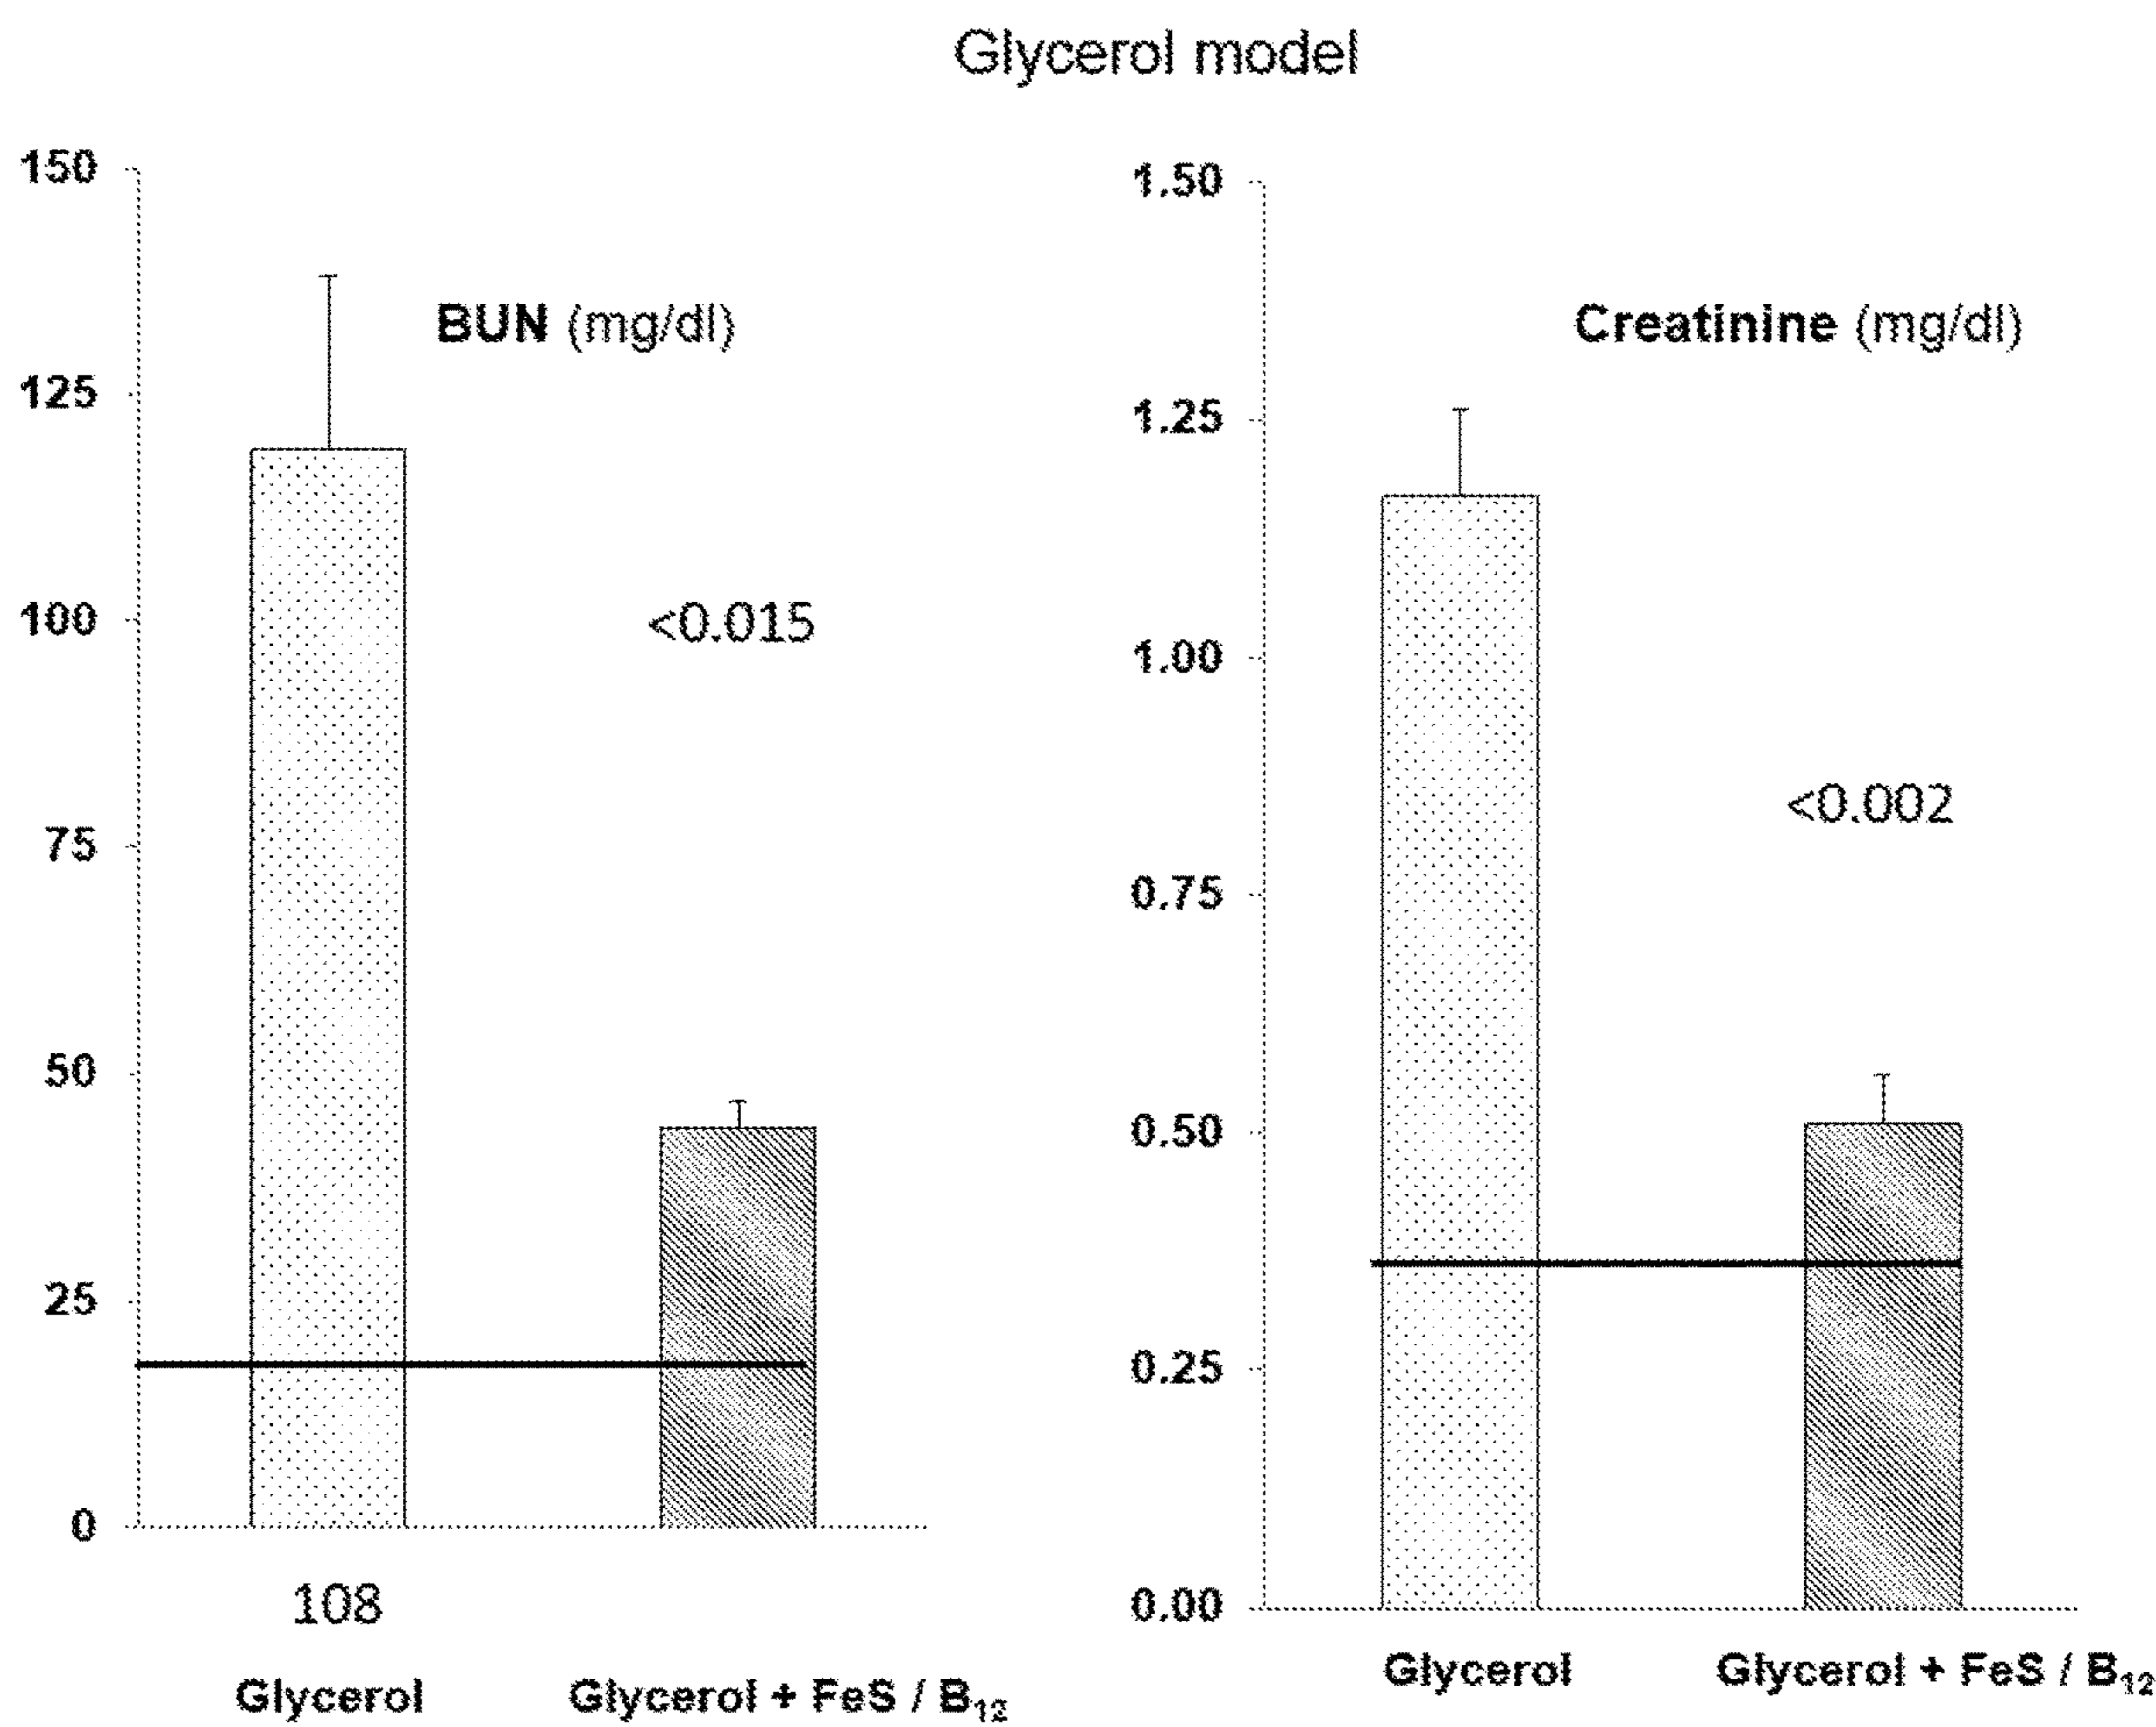 Glycerol model
150
125
100
75
50
25
0
BUN (mg/dl)
<0.015
108
Glycerol
Glycerol + FeS / B12
1.50
1.25
1.00
0.75
0.50
0.25
0.00
Creatinine (mg/dl)
<0.002
Glycerol
Glycerol + FeS / B12